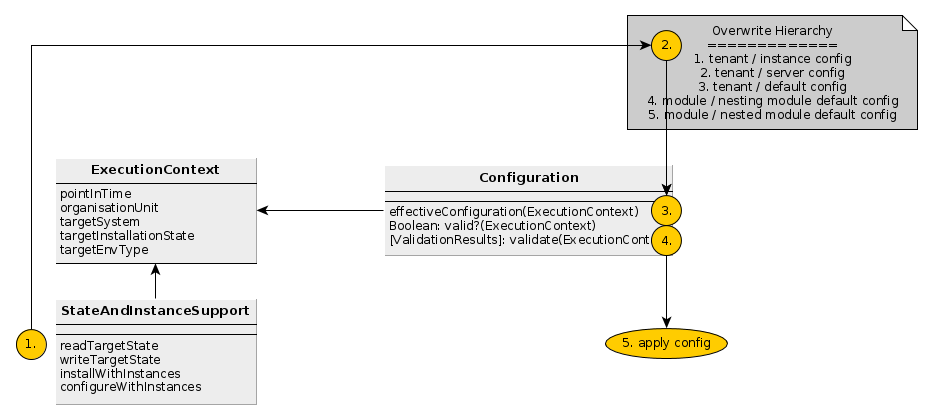 Overwrite Hierarchy
=============
1. tenant / instance config
2. tenant / server config
3. tenant / default config
4. module / nesting module default config
5. module / nested module default config
2.
ExecutionContext
pointInTime
organisationUnit
targetSystem
targetInstallationState
targetEnvType
Configuration
effectiveConfiguration(ExecutionContext)
Boolean: valid?(ExecutionContext)
[ValidationResults]: validate(ExecutionCont
3.
4.
StateAndInstanceSupport
readTargetState
writeTargetState
installWithInstances
configureWithInstances
1.
5. apply config